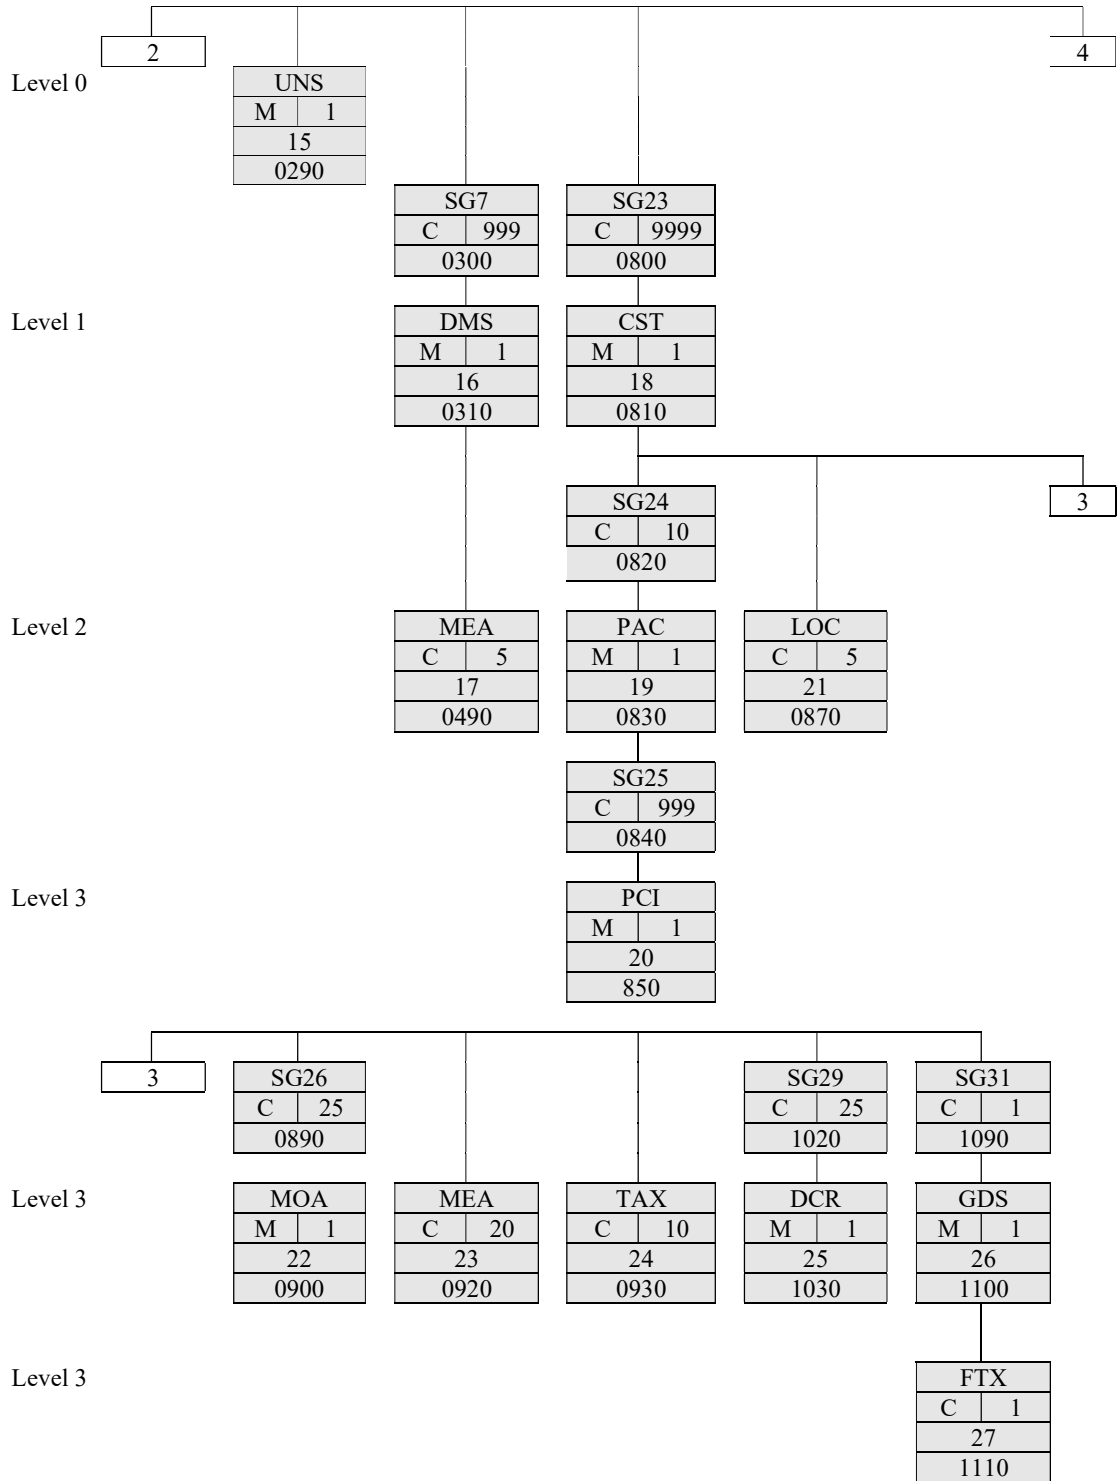 2 4
Level 0 UNS
M 1
15
0290
SG7 SG23
C 999 C 9999
0300 0800
Level 1 DMS CST
M 1 M 1
16 18
0310 0810
SG24 3
C 10
0820
Level 2 MEA PAC LOC
C 5 M 1 C 5
17 19 21
0490 0830 0870
SG25
C 999
0840
Level 3 PCI
M 1
20
850
3 SG26 SG29 SG31
C 25 C 25 C 1
0890 1020 1090
Level 3 MOA MEA TAX DCR GDS
M 1 C 20 C 10 M 1 M 1
22 23 24 25 26
0900 0920 0930 1030 1100
Level 3 FTX
C 1
27
1110